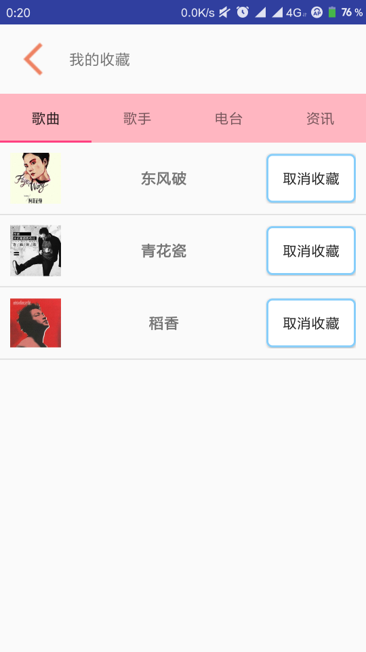 0:20 0.0K/s 4G 76 %
我的收藏
歌曲 歌手 电台 资讯
东风破 取消收藏
青花瓷 取消收藏
稻香 取消收藏